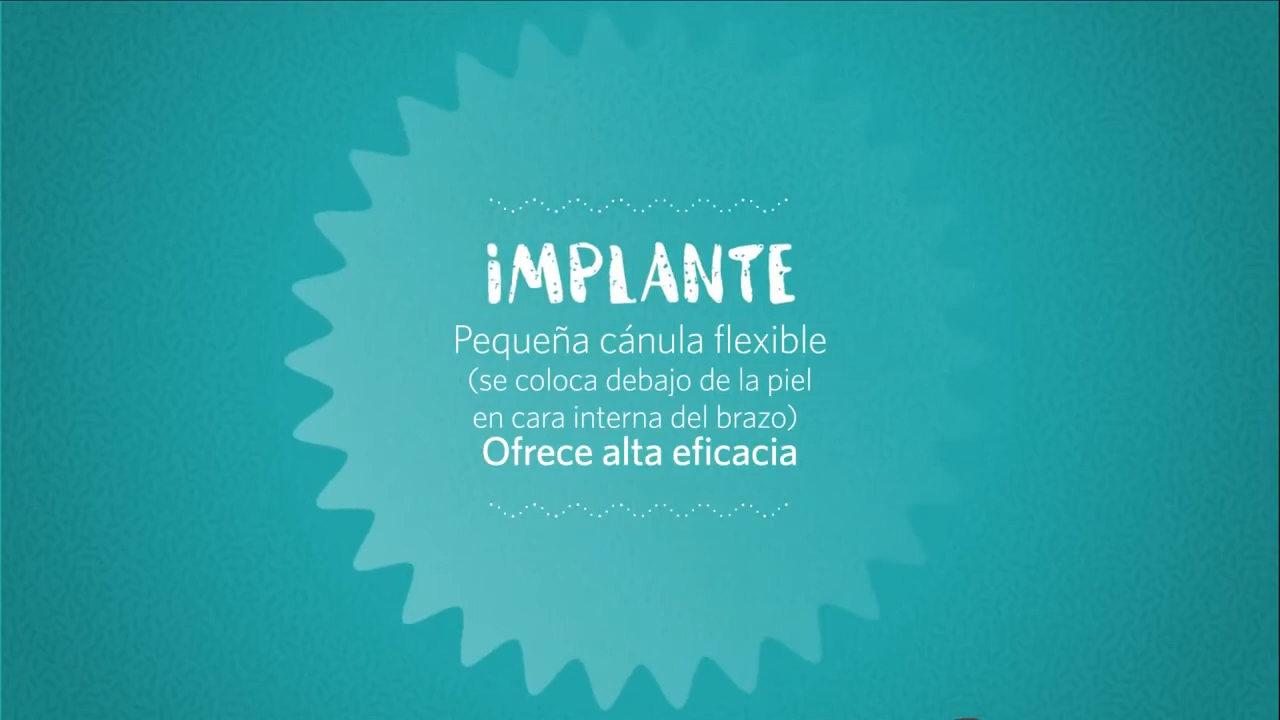 iMPLANTE
Pequeña cánula flexible
(se coloca debajo de la piel
en cara interna del brazo)
Ofrece alta eficacia